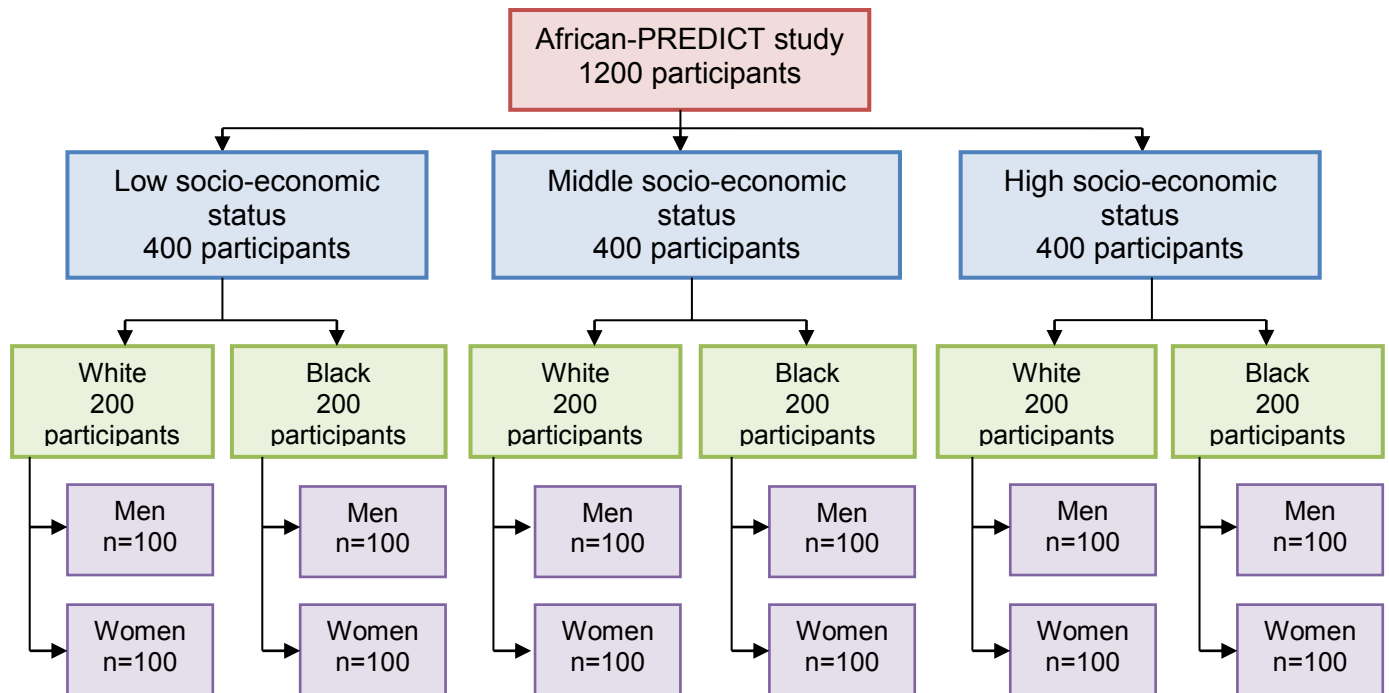 African-PREDICT study
1200 participants
Low socio-economic
status
400 participants
Middle socio-economic
status
400 participants
High socio-economic
status
400 participants
White
200
participants
Black
200
participants
White
200
participants
Black
200
participants
White
200
participants
Black
200
participants
Men
n=100
Men
n=100
Men
n=100
Men
n=100
Men
n=100
Men
n=100
Women
n=100
Women
n=100
Women
n=100
Women
n=100
Women
n=100
Women
n=100